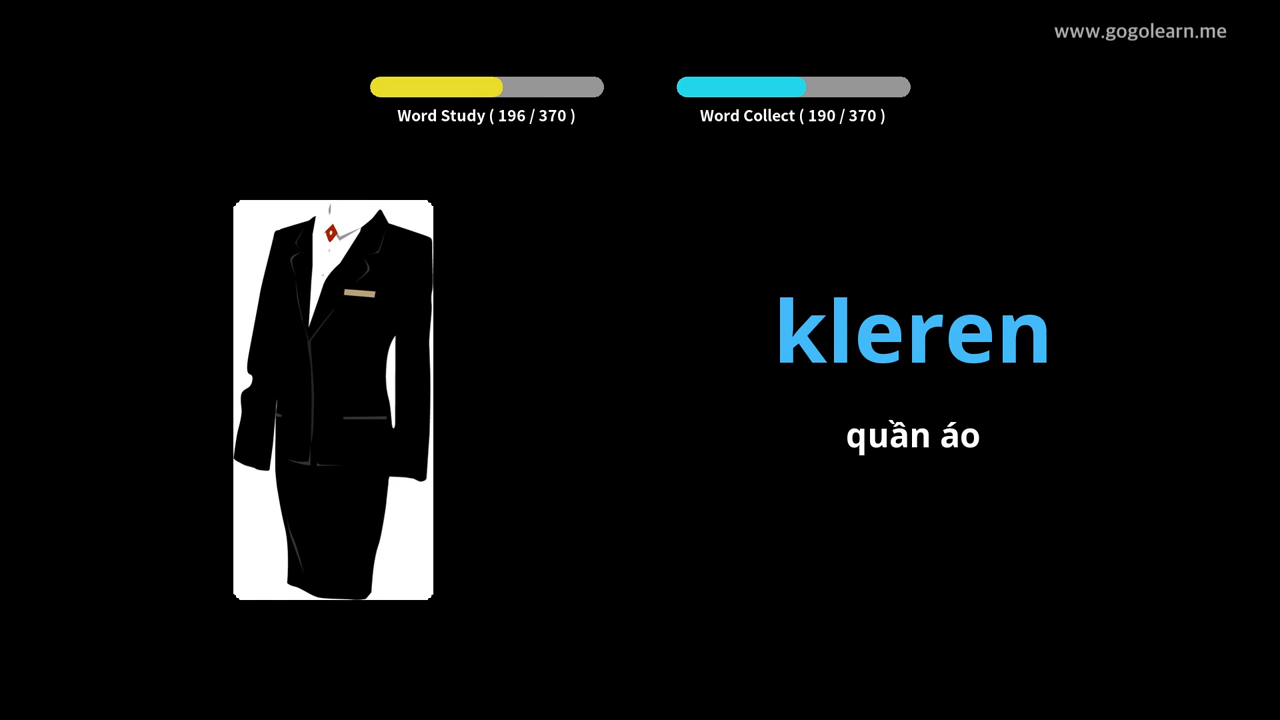 www.gogolearn.me
Word Study ( 196 / 370 )
Word Collect ( 190 / 370 )
kleren
quần áo